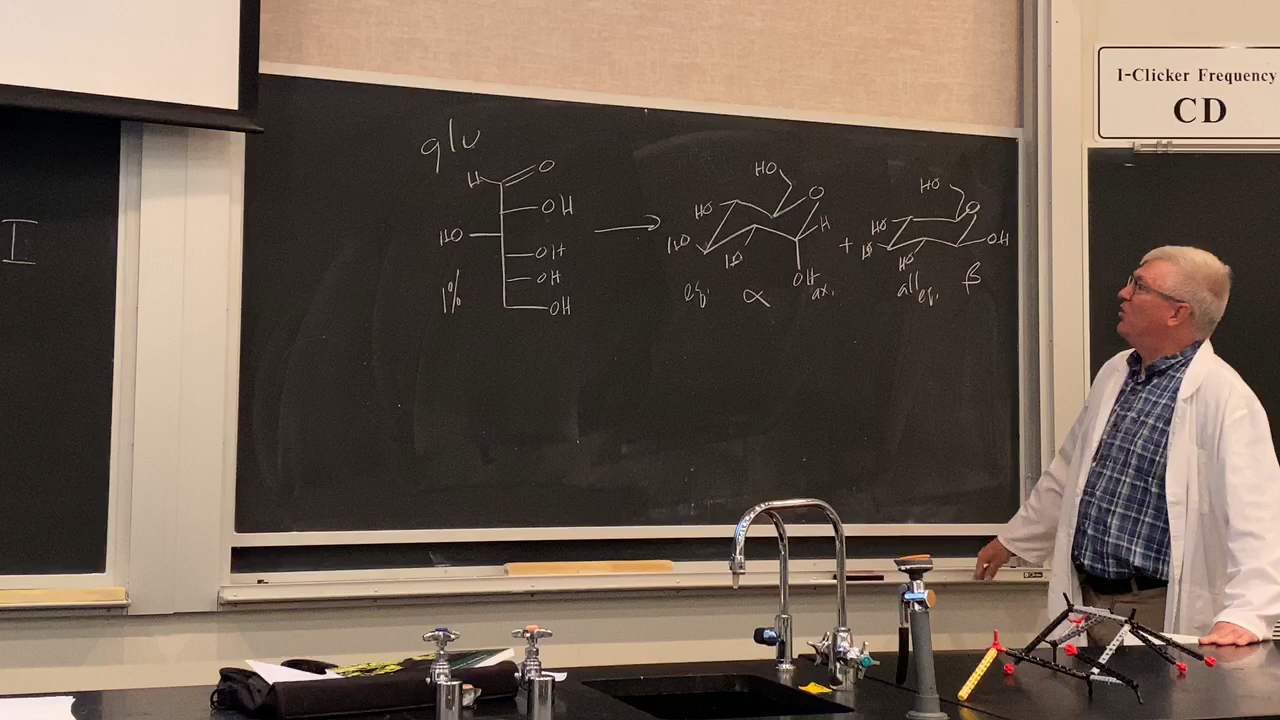 I-Clicker Frequency
CD
I
glu
H O
OH
HO
OH
OH
1%
OH
HO
HO O
HO H
HO
OH
eq. α ax.
+
HO
HO O
HO OH
HO
all eq. β